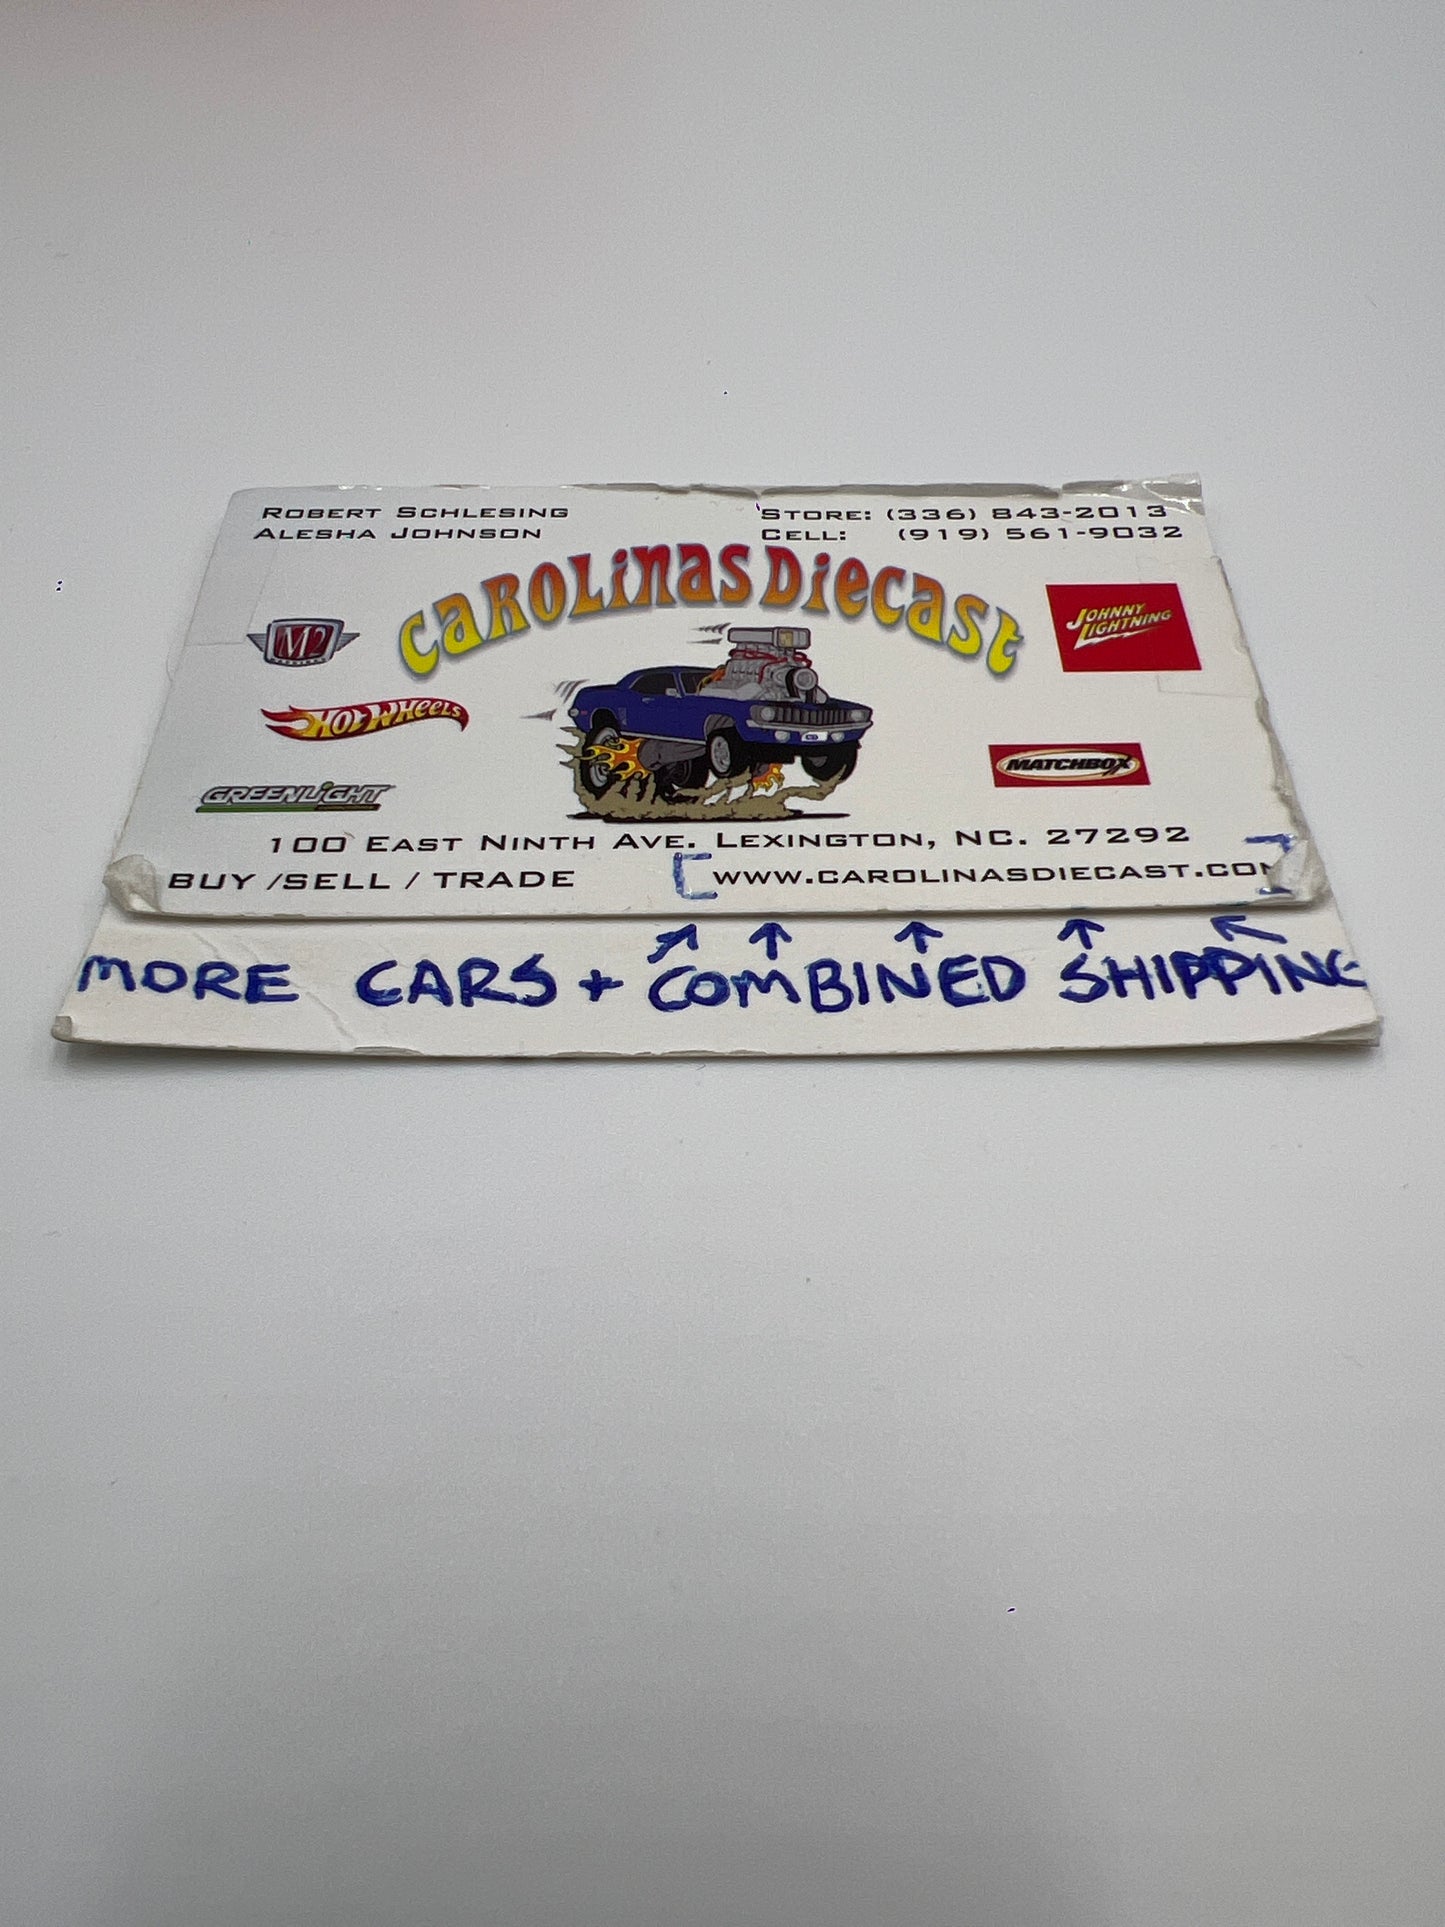 ROBERT SCHLESING
ALESHA JOHNSON
STORE: (336) 843-2013
CELL: (919) 561-9032
CAROLINAS DIECAST
M2
JOHNNY LIGHTNING
HOT WHEELS
MATCHBOX
GREENLIGHT
100 EAST NINTH AVE. LEXINGTON, NC. 27292
BUY /SELL / TRADE
[WWW.CAROLINASDIECAST.COM]
MORE CARS + COMBINED SHIPPING